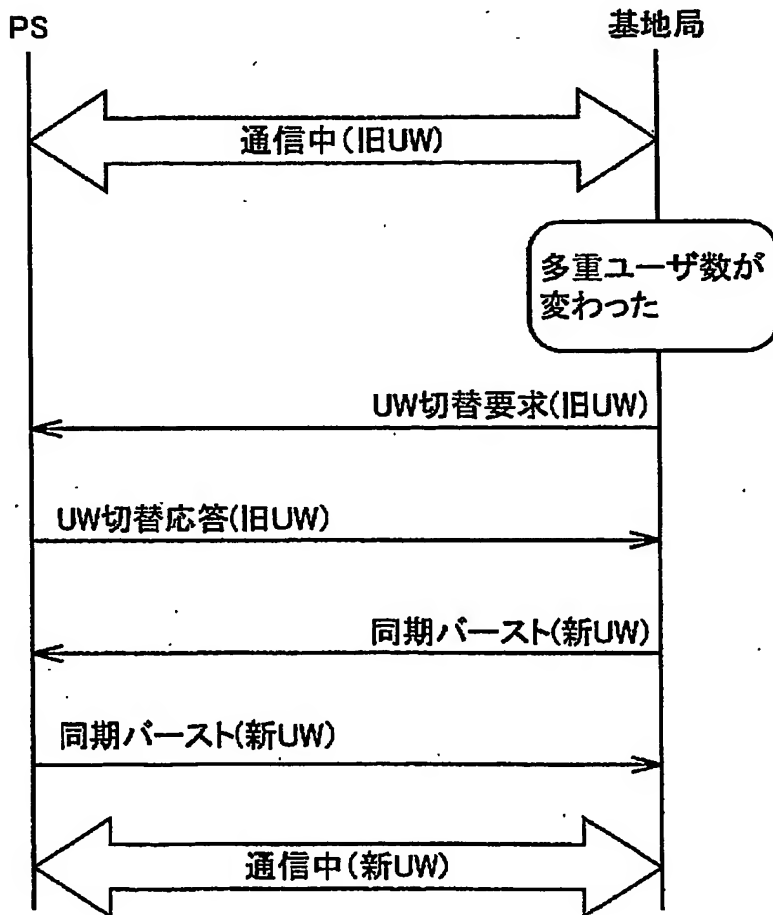 PS
基地局
通信中(旧UW)
多重ユーザ数が
変わった
UW切替要求(旧UW)
UW切替応答(旧UW)
同期バースト(新UW)
同期バースト(新UW)
通信中(新UW)